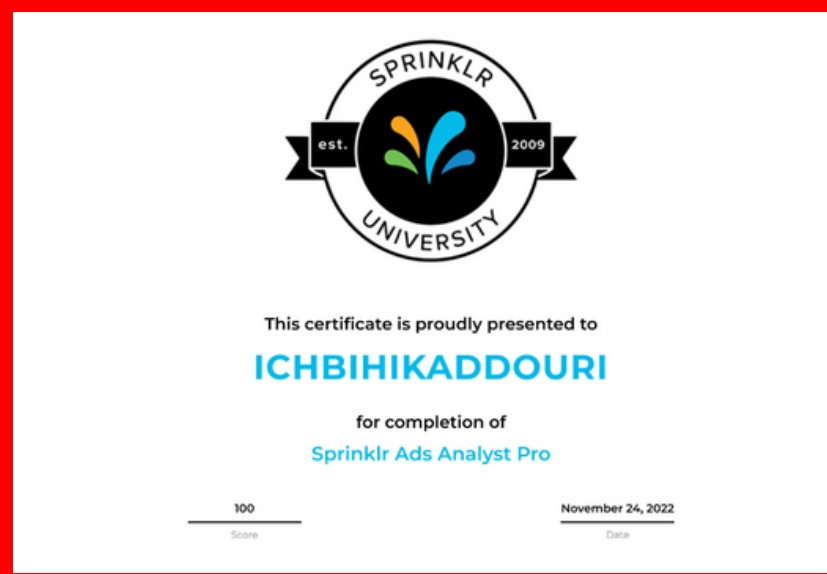 SPRINKLR
est. 2009
UNIVERSITY
This certificate is proudly presented to
ICHBIHIKADDOURI
for completion of
Sprinklr Ads Analyst Pro
100 November 24, 2022
Score Date